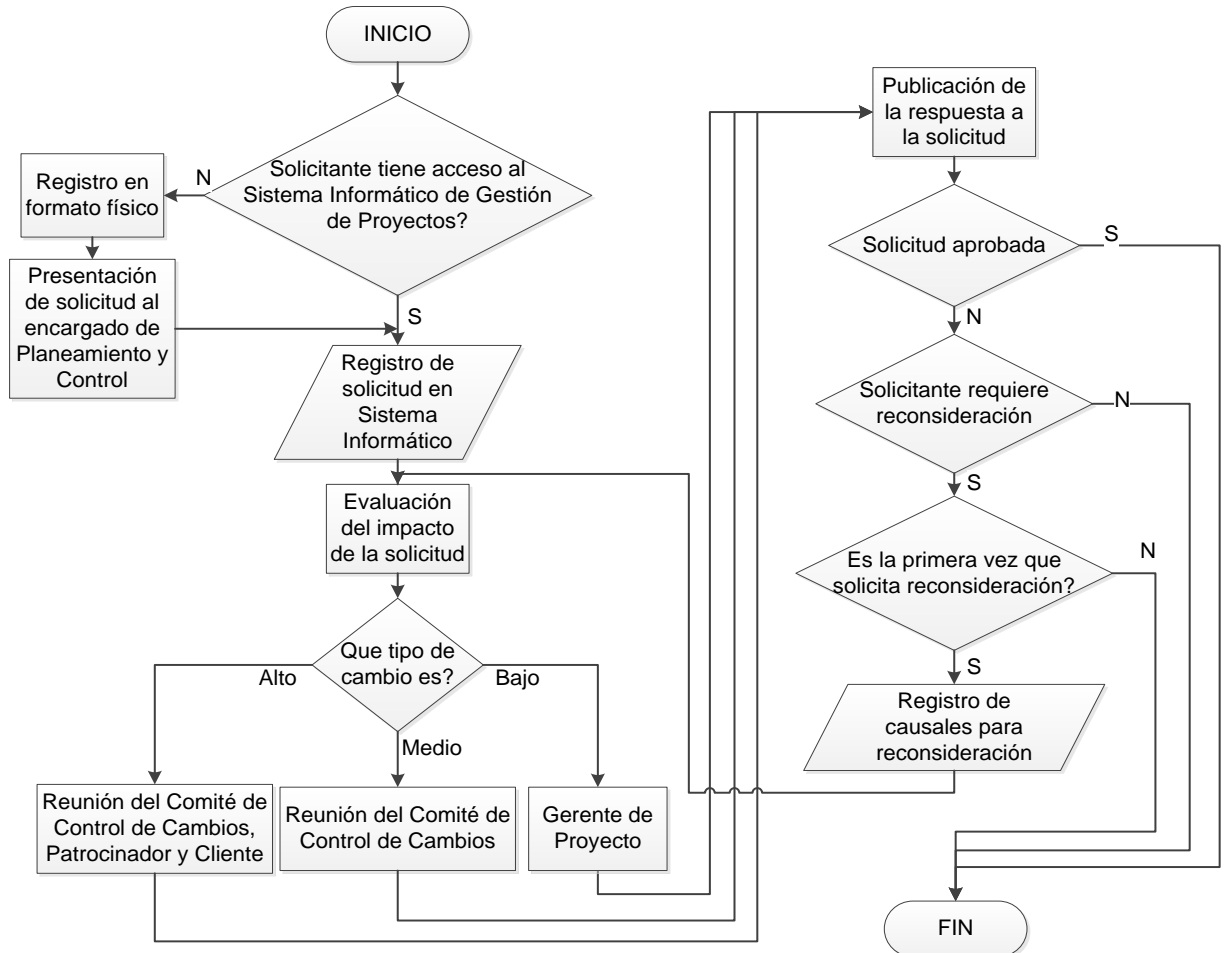 INICIO
Solicitante tiene acceso al
Sistema Informático de Gestión
de Proyectos?
N
Registro en
formato físico
Presentación
de solicitud al
encargado de
Planeamiento y
Control
S
Registro de
solicitud en
Sistema
Informático
Evaluación
del impacto
de la solicitud
Que tipo de
cambio es?
Alto
Bajo
Medio
Reunión del Comité de
Control de Cambios,
Patrocinador y Cliente
Reunión del Comité de
Control de Cambios
Gerente de
Proyecto
Publicación de
la respuesta a
la solicitud
Solicitud aprobada
S
N
Solicitante requiere
reconsideración
N
S
Es la primera vez que
solicita reconsideración?
N
S
Registro de
causales para
reconsideración
FIN